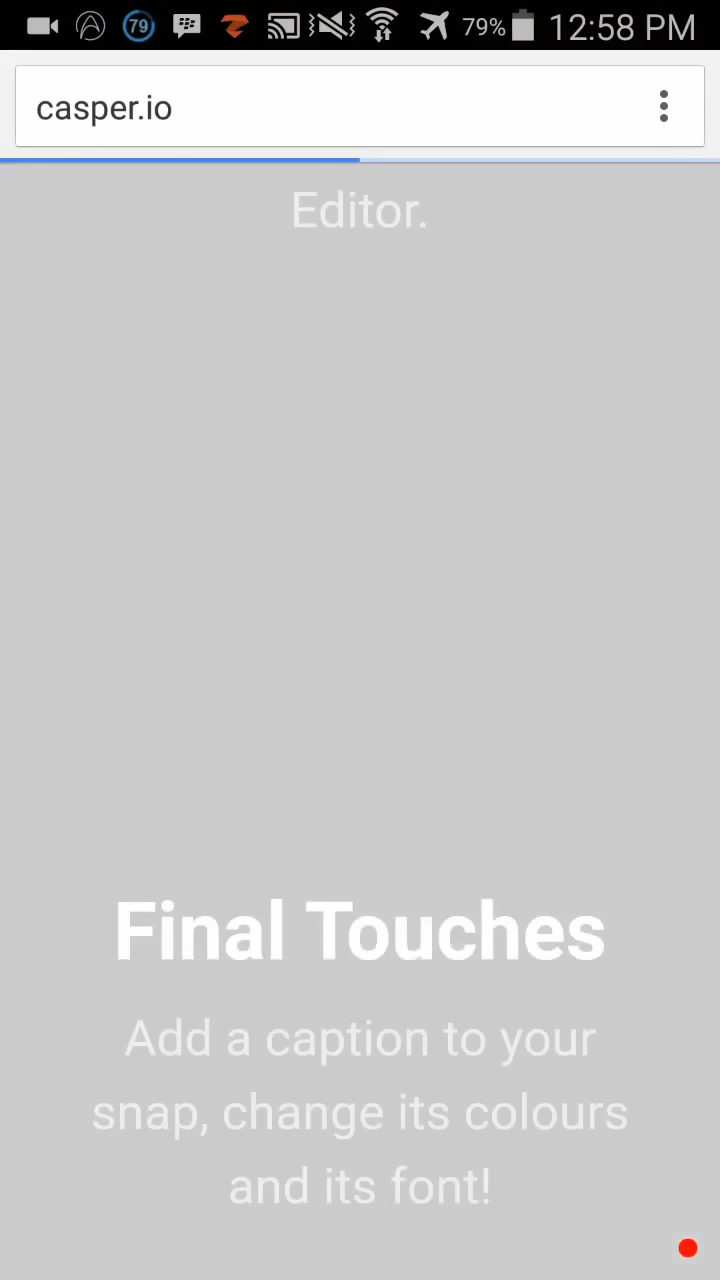 79 79% 12:58 PM
casper.io
Editor.
Final Touches
Add a caption to your
snap, change its colours
and its font!